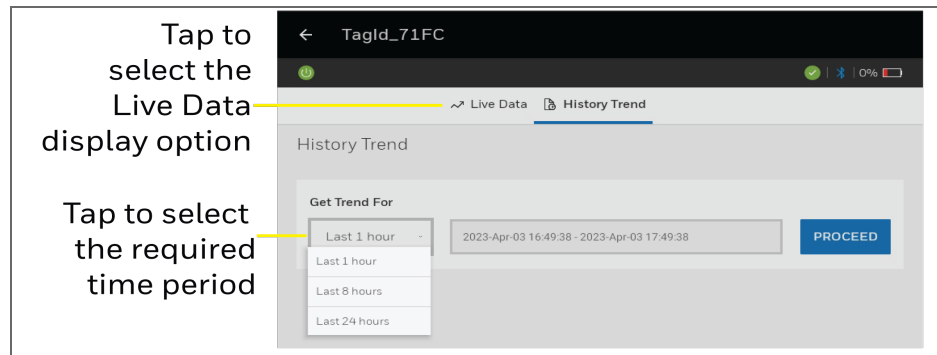 Tap to
select the
Live Data
display option
Tap to select
the required
time period
TagId_71FC
0%
Live Data
History Trend
History Trend
Get Trend For
Last 1 hour
2023-Apr-03 16:49:38 - 2023-Apr-03 17:49:38
PROCEED
Last 1 hour
Last 8 hours
Last 24 hours